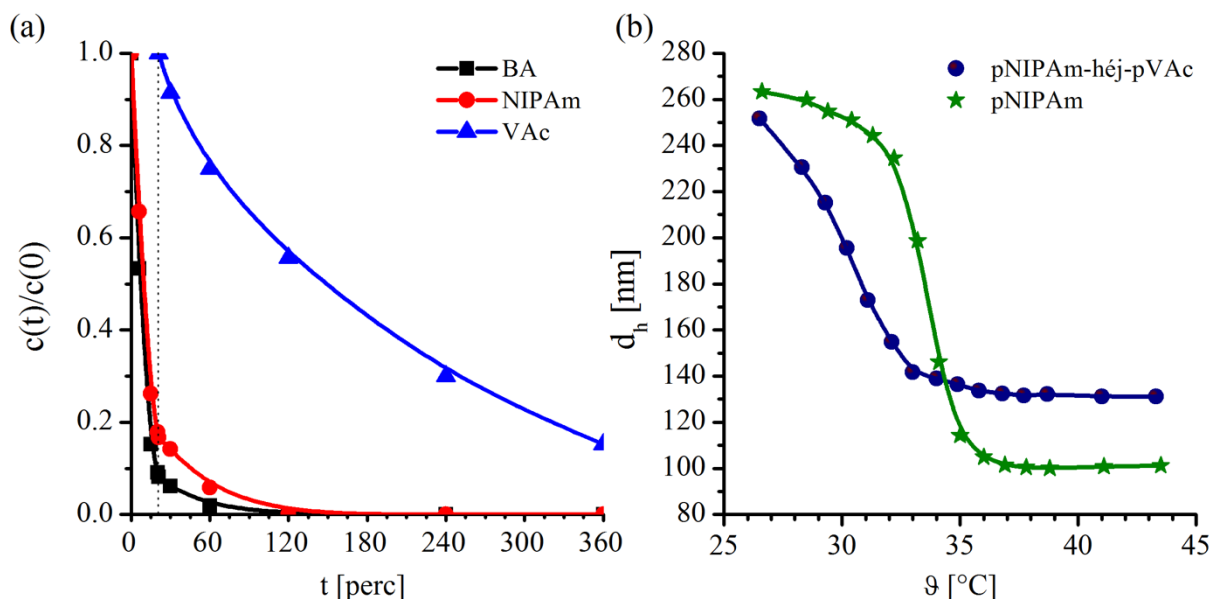 (a)
1.0
0.8
0.6
0.4
0.2
0.0
c(t)/c(0)
BA
NIPAm
VAc
0 60 120 180 240 300 360
t [perc]
(b)
280
260
240
220
200
180
160
140
120
100
80
d_h [nm]
pNIPAm-héj-pVAc
pNIPAm
25 30 35 40 45
ϑ [°C]